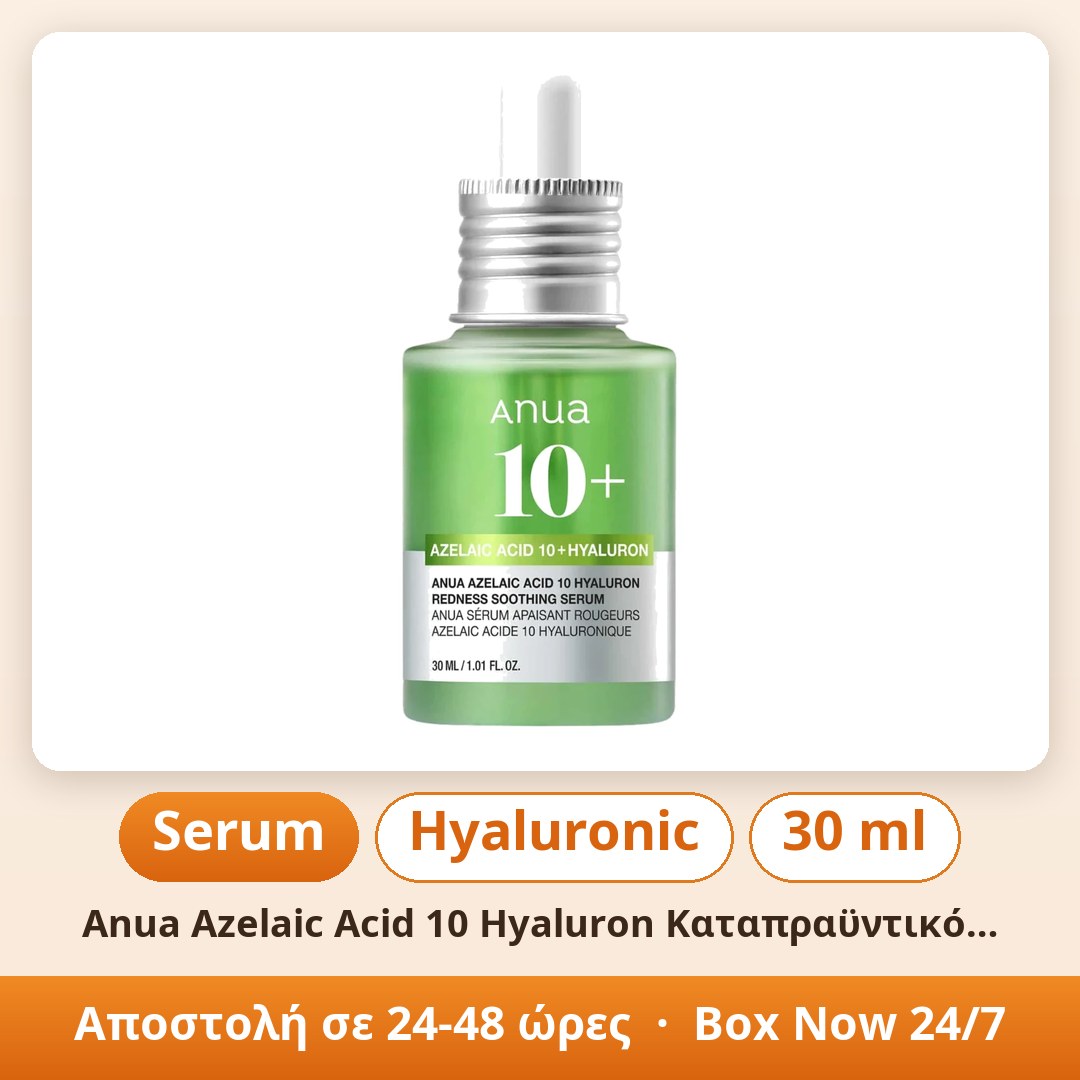 Anua
10+
AZELAIC ACID 10+HYALURON
ANUA AZELAIC ACID 10 HYALURON
REDNESS SOOTHING SERUM
ANUA SÉRUM APAISANT ROUGEURS
AZELAIC ACIDE 10 HYALURONIQUE
30 ML / 1.01 FL. OZ.
Serum Hyaluronic 30 ml
Anua Azelaic Acid 10 Hyaluron Καταπραϋντικό...
Αποστολή σε 24-48 ώρες · Box Now 24/7